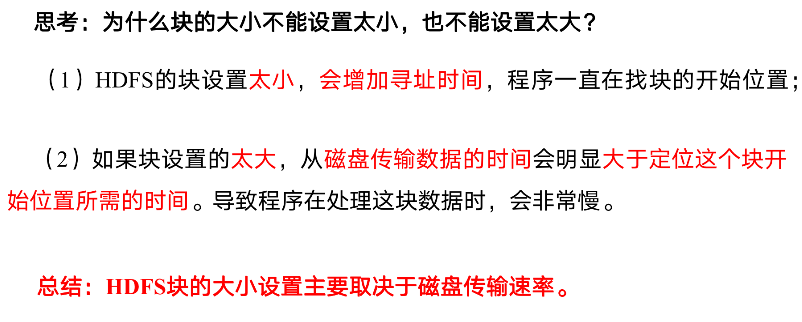 思考：为什么块的大小不能设置太小，也不能设置太大？
（1）HDFS的块设置太小，会增加寻址时间，程序一直在找块的开始位置；
（2）如果块设置的太大，从磁盘传输数据的时间会明显大于定位这个块开
始位置所需的时间。导致程序在处理这块数据时，会非常慢。
总结：HDFS块的大小设置主要取决于磁盘传输速率。